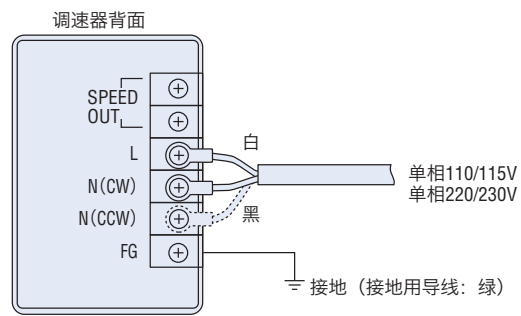 调速器背面
SPEED
OUT
L
白
N(CW)
单相110/115V
单相220/230V
N(CCW)
黑
FG
接地（接地用导线：绿）